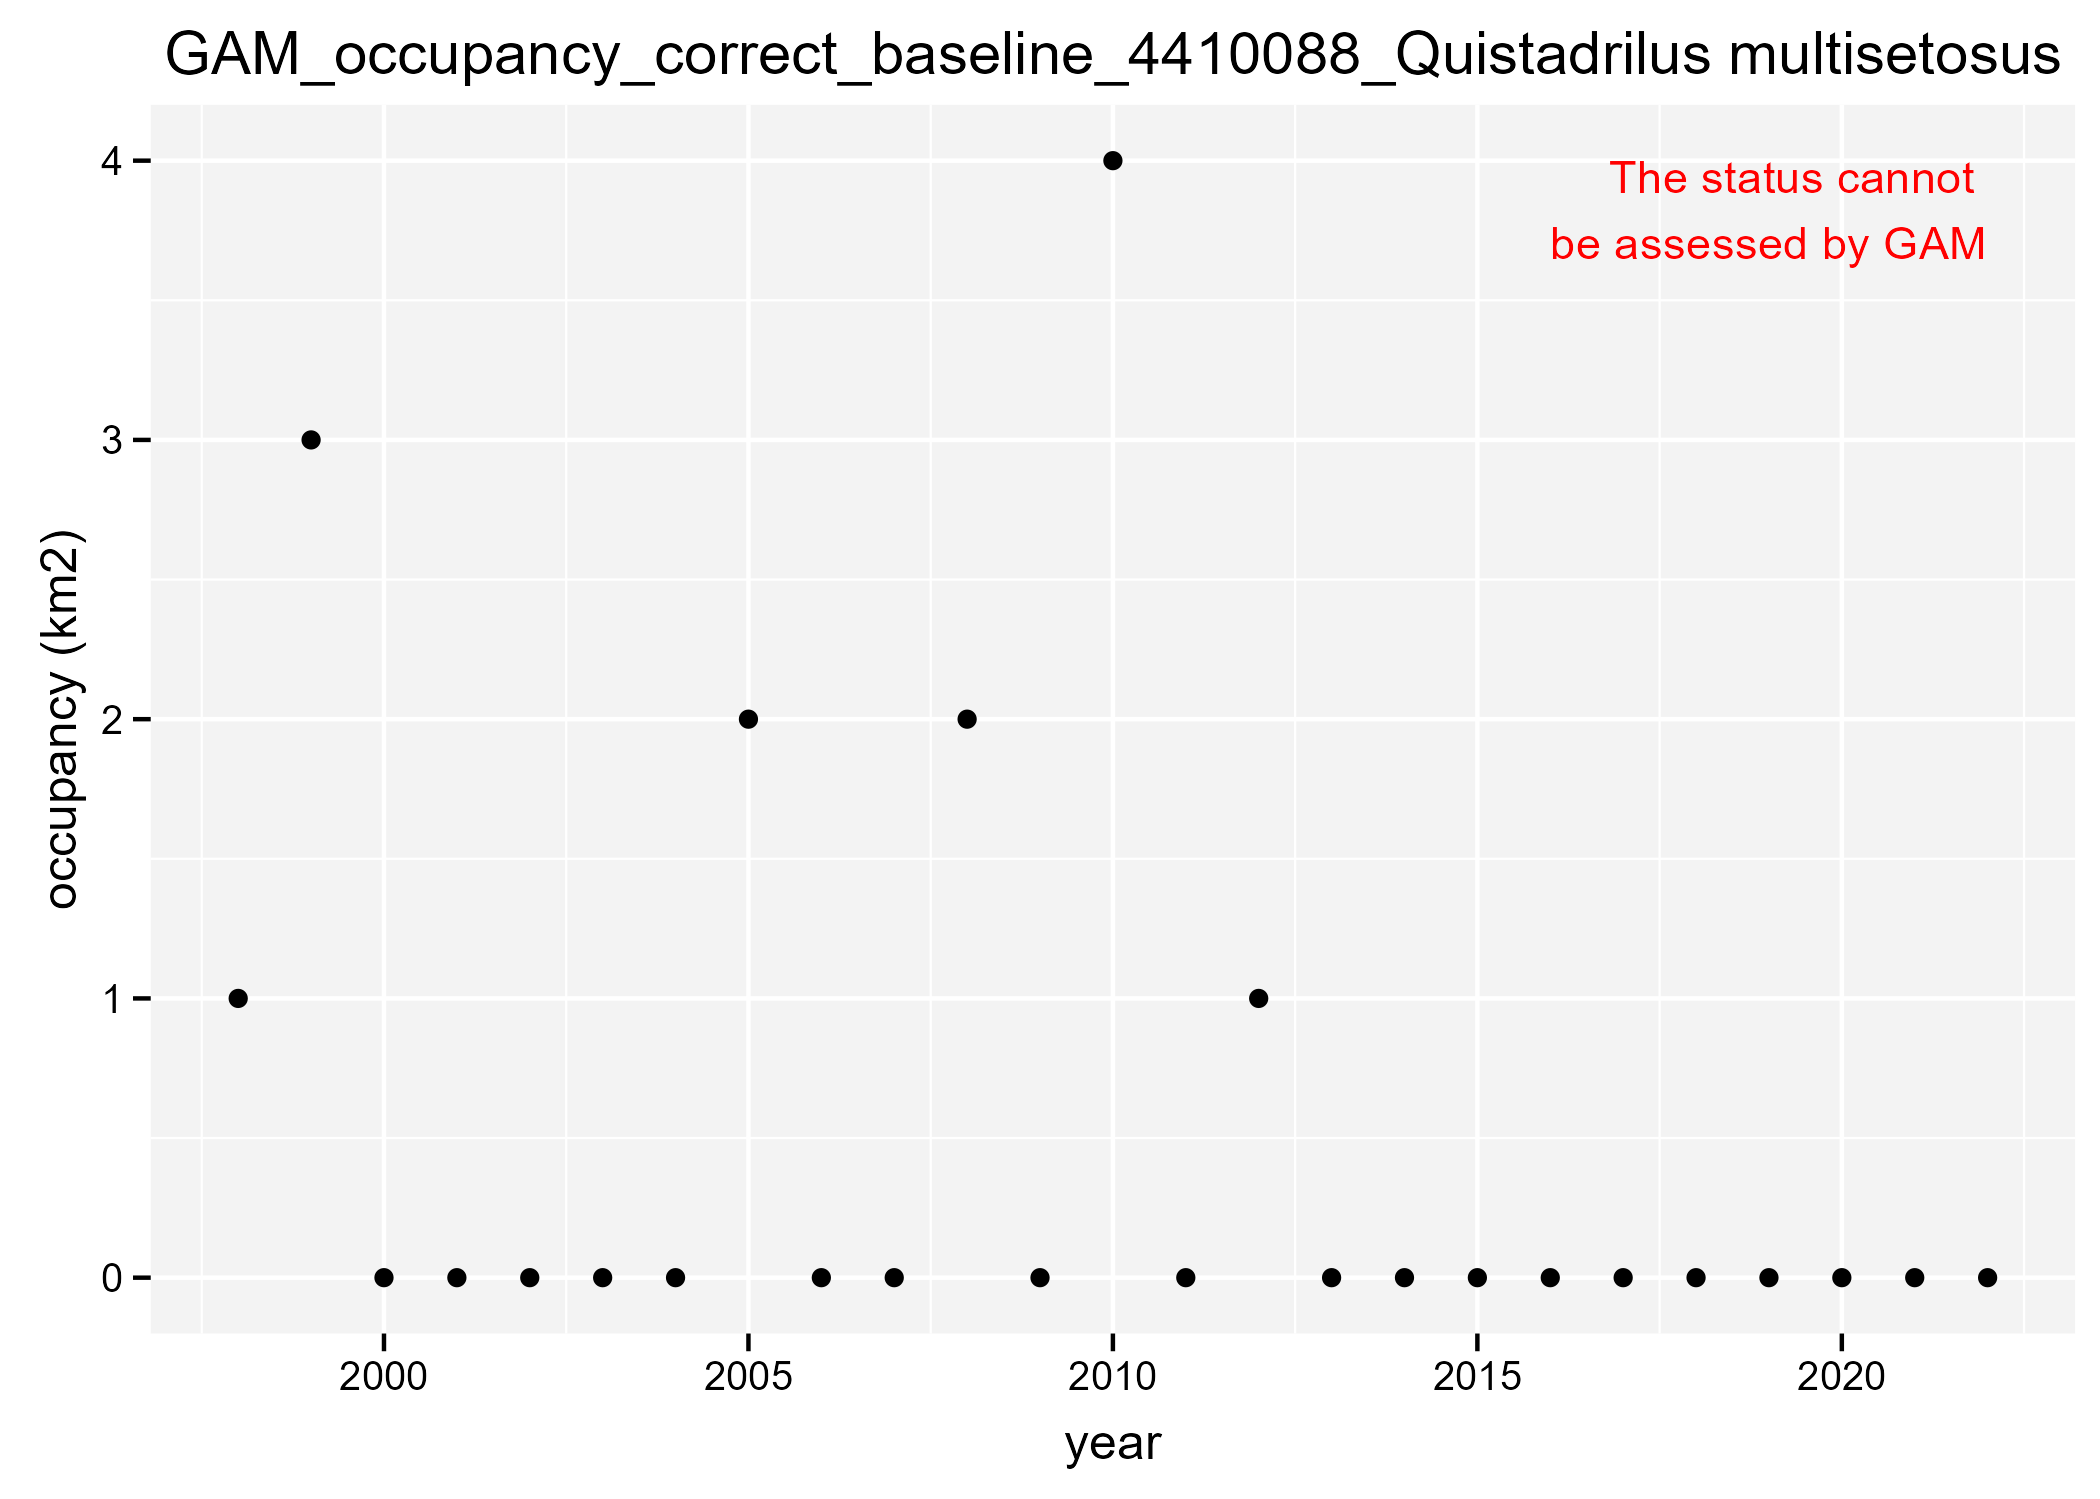 GAM_occupancy_correct_baseline_4410088_Quistadrilus multisetosus
The status cannot
be assessed by GAM
occupancy (km2)
4
3
2
1
0
2000 2005 2010 2015 2020
year